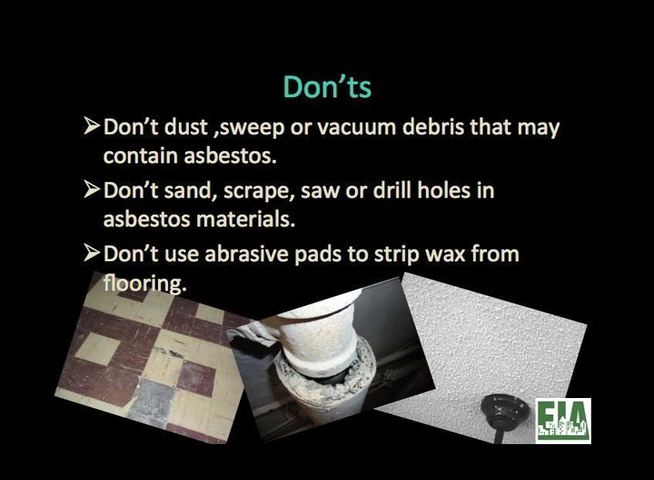 Don’ts
➢Don’t dust ,sweep or vacuum debris that may
contain asbestos.
➢Don’t sand, scrape, saw or drill holes in
asbestos materials.
➢Don’t use abrasive pads to strip wax from
flooring.
EIA